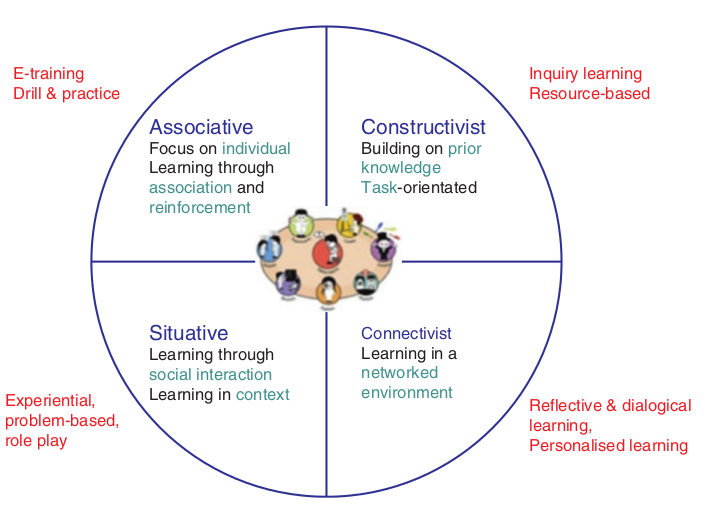 E-training
Drill & practice
Inquiry learning
Resource-based
Associative
Focus on individual
Learning through
association and
reinforcement
Constructivist
Building on prior
knowledge
Task-orientated
Situative
Learning through
social interaction
Learning in context
Connectivist
Learning in a
networked
environment
Experiential,
problem-based,
role play
Reflective & dialogical
learning,
Personalised learning